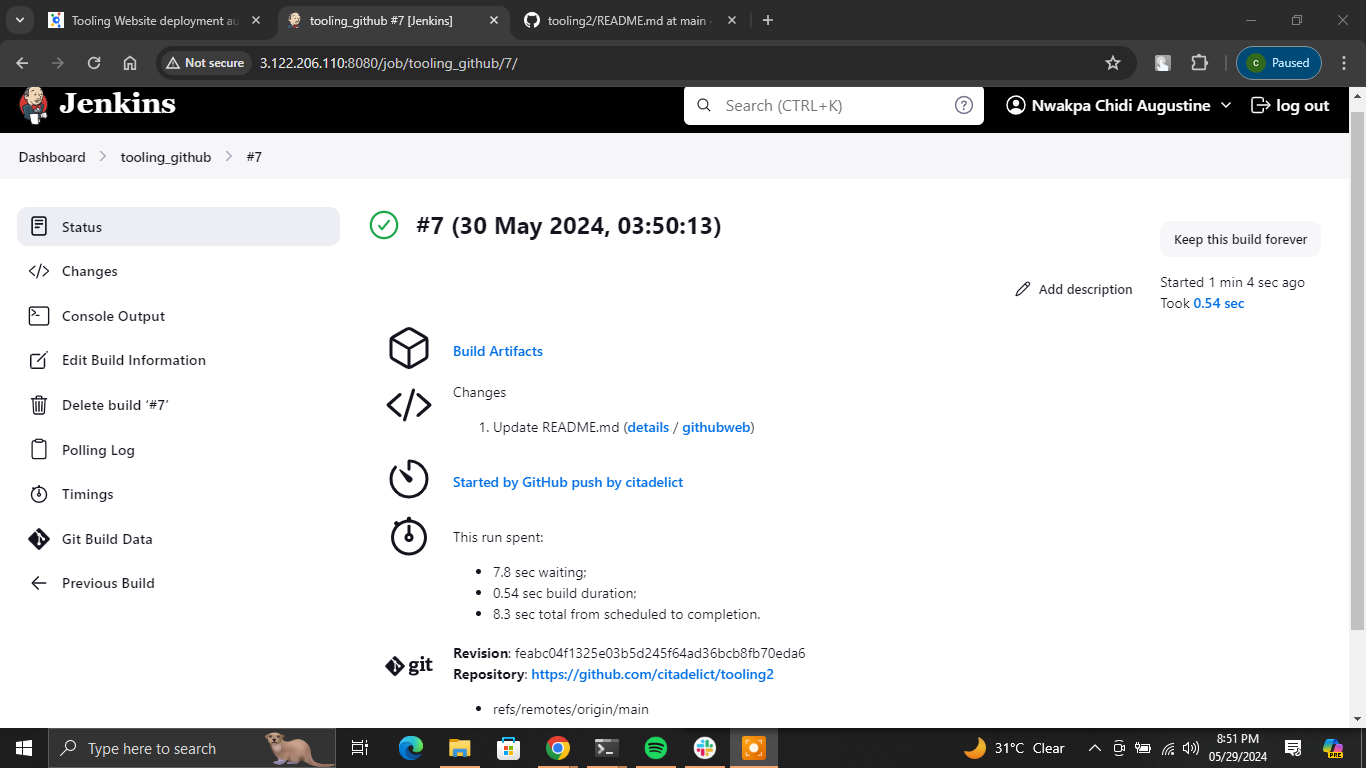 Tooling Website deployment au
tooling_github #7 [Jenkins]
tooling2/README.md at main ·
Not secure
3.122.206.110:8080/job/tooling_github/7/
c
Paused
Jenkins
Search (CTRL+K)
?
Nwakpa Chidi Augustine
log out
Dashboard
tooling_github
#7
Status
Changes
Console Output
Edit Build Information
Delete build ‘#7’
Polling Log
Timings
Git Build Data
Previous Build
#7 (30 May 2024, 03:50:13)
Keep this build forever
Add description
Started 1 min 4 sec ago
Took 0.54 sec
Build Artifacts
Changes
1. Update README.md (details / githubweb)
Started by GitHub push by citadelict
This run spent:
7.8 sec waiting;
0.54 sec build duration;
8.3 sec total from scheduled to completion.
git
Revision: feabc04f1325e03b5d245f64ad36bcb8fb70eda6
Repository: https://github.com/citadelict/tooling2
refs/remotes/origin/main
Type here to search
31°C Clear
8:51 PM
05/29/2024
PRE